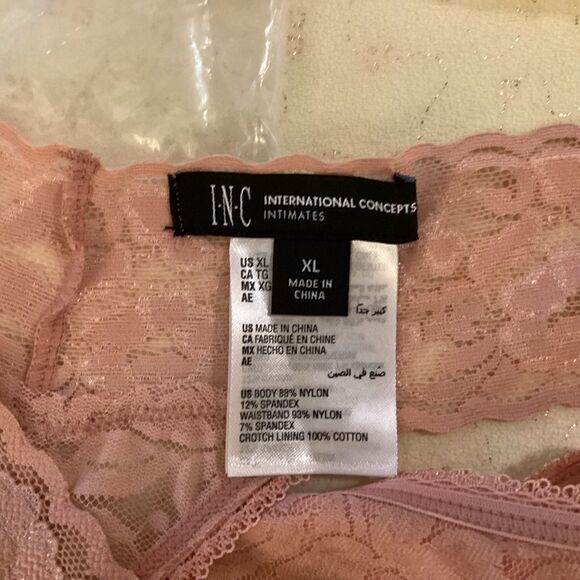 I·N·C INTERNATIONAL CONCEPTS
INTIMATES
XL
MADE IN
CHINA
US XL
CA TG
MX XG
AE
كبير جدًا
US MADE IN CHINA
CA FABRIQUÉ EN CHINE
MX HECHO EN CHINA
AE
صنع في الصين
US BODY 88% NYLON
12% SPANDEX
WAISTBAND 93% NYLON
7% SPANDEX
CROTCH LINING 100% COTTON